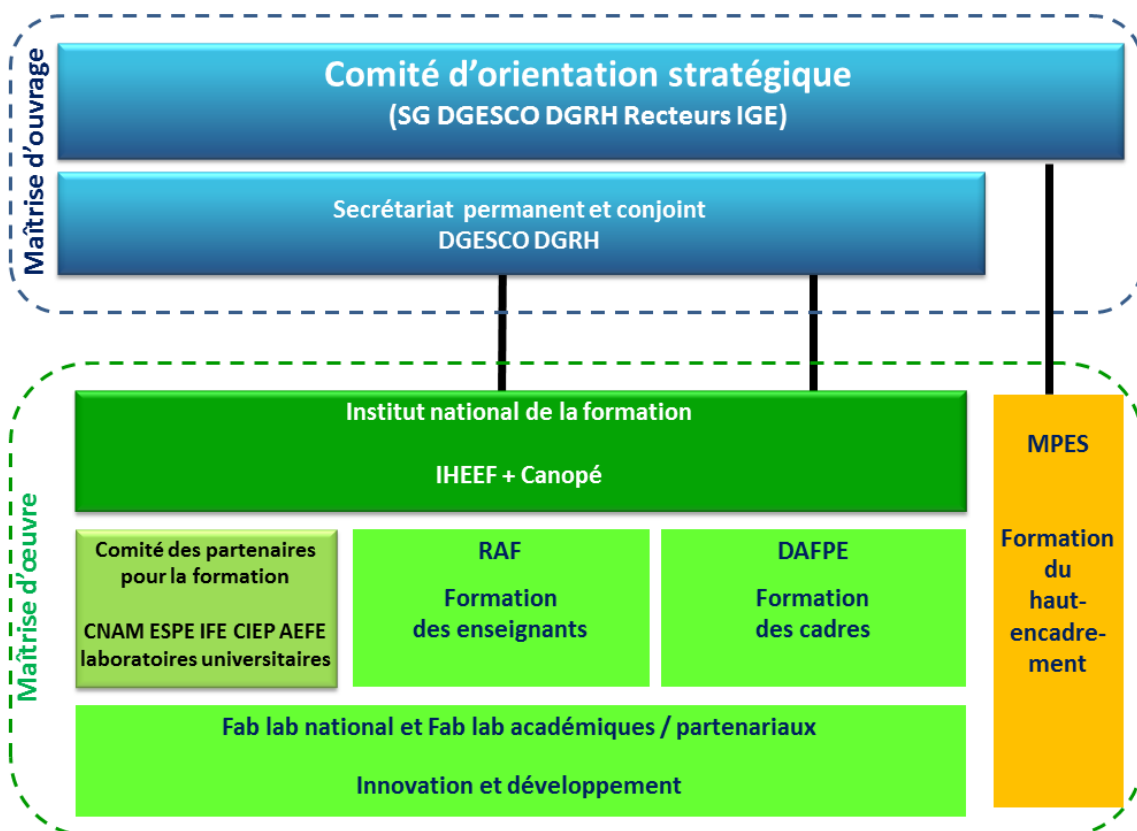 Maîtrise d'ouvrage
Comité d'orientation stratégique
(SG DGESCO DGRH Recteurs IGE)
Secrétariat permanent et conjoint
DGESCO DGRH
Maîtrise d'œuvre
Institut national de la formation
IHEEF + Canopé
Comité des partenaires
pour la formation
CNAM ESPE IFE CIEP AEFE
laboratoires universitaires
RAF
Formation
des enseignants
DAFPE
Formation
des cadres
Fab lab national et Fab lab académiques / partenariaux
Innovation et développement
MPES
Formation
du
haut-
encadre-
ment